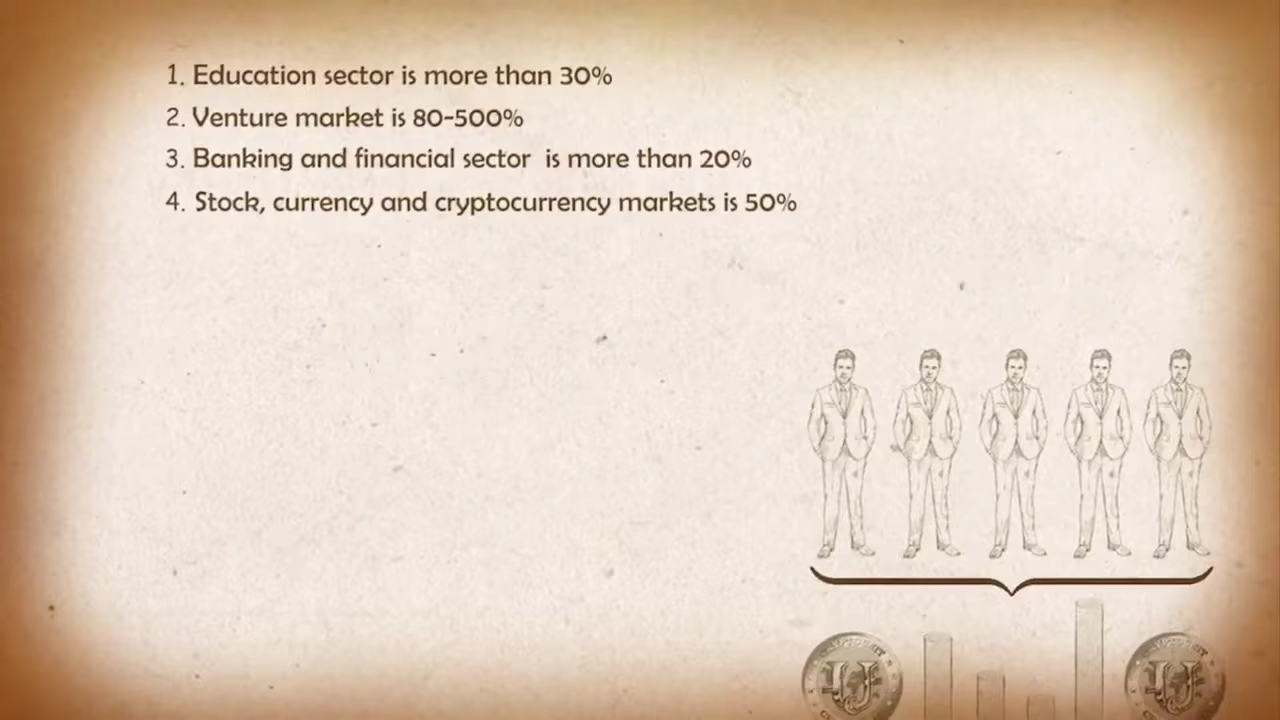 1. Education sector is more than 30%
2. Venture market is 80-500%
3. Banking and financial sector is more than 20%
4. Stock, currency and cryptocurrency markets is 50%